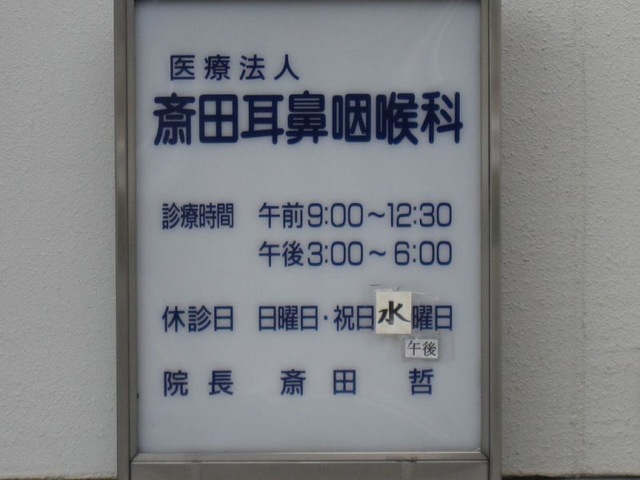 医療法人
斎田耳鼻咽喉科
診療時間 午前9:00～12:30
午後3:00～6:00
休診日 日曜日・祝日水曜日
午後
院長 斎田 哲